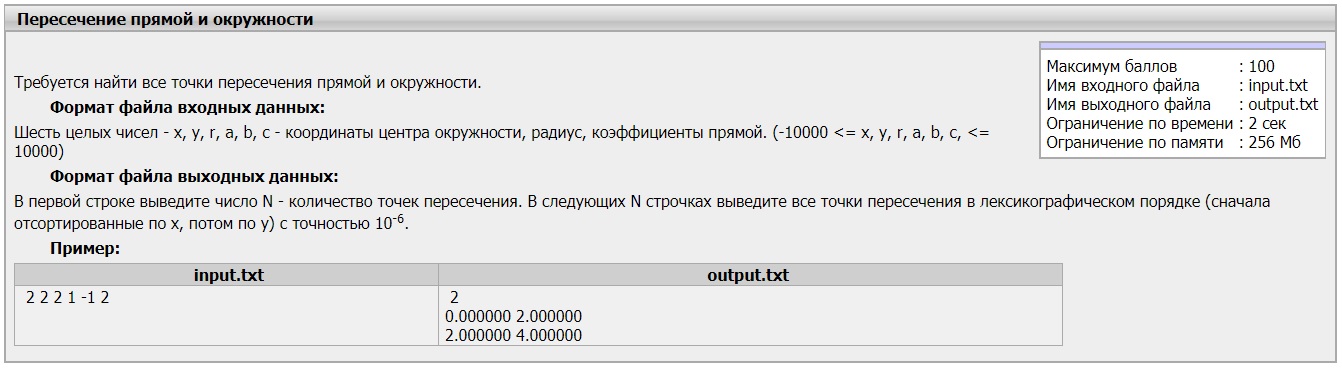 Пересечение прямой и окружности
Максимум баллов : 100
Имя входного файла : input.txt
Имя выходного файла : output.txt
Ограничение по времени : 2 сек
Ограничение по памяти : 256 Мб
Требуется найти все точки пересечения прямой и окружности.
Формат файла входных данных:
Шесть целых чисел - x, y, r, a, b, c - координаты центра окружности, радиус, коэффициенты прямой. (-10000 <= x, y, r, a, b, c, <=
10000)
Формат файла выходных данных:
В первой строке выведите число N - количество точек пересечения. В следующих N строчках выведите все точки пересечения в лексикографическом порядке (сначала
отсортированные по x, потом по y) с точностью 10⁻⁶.
Пример:
input.txt output.txt
2 2 2 1 -1 2 2
0.000000 2.000000
2.000000 4.000000